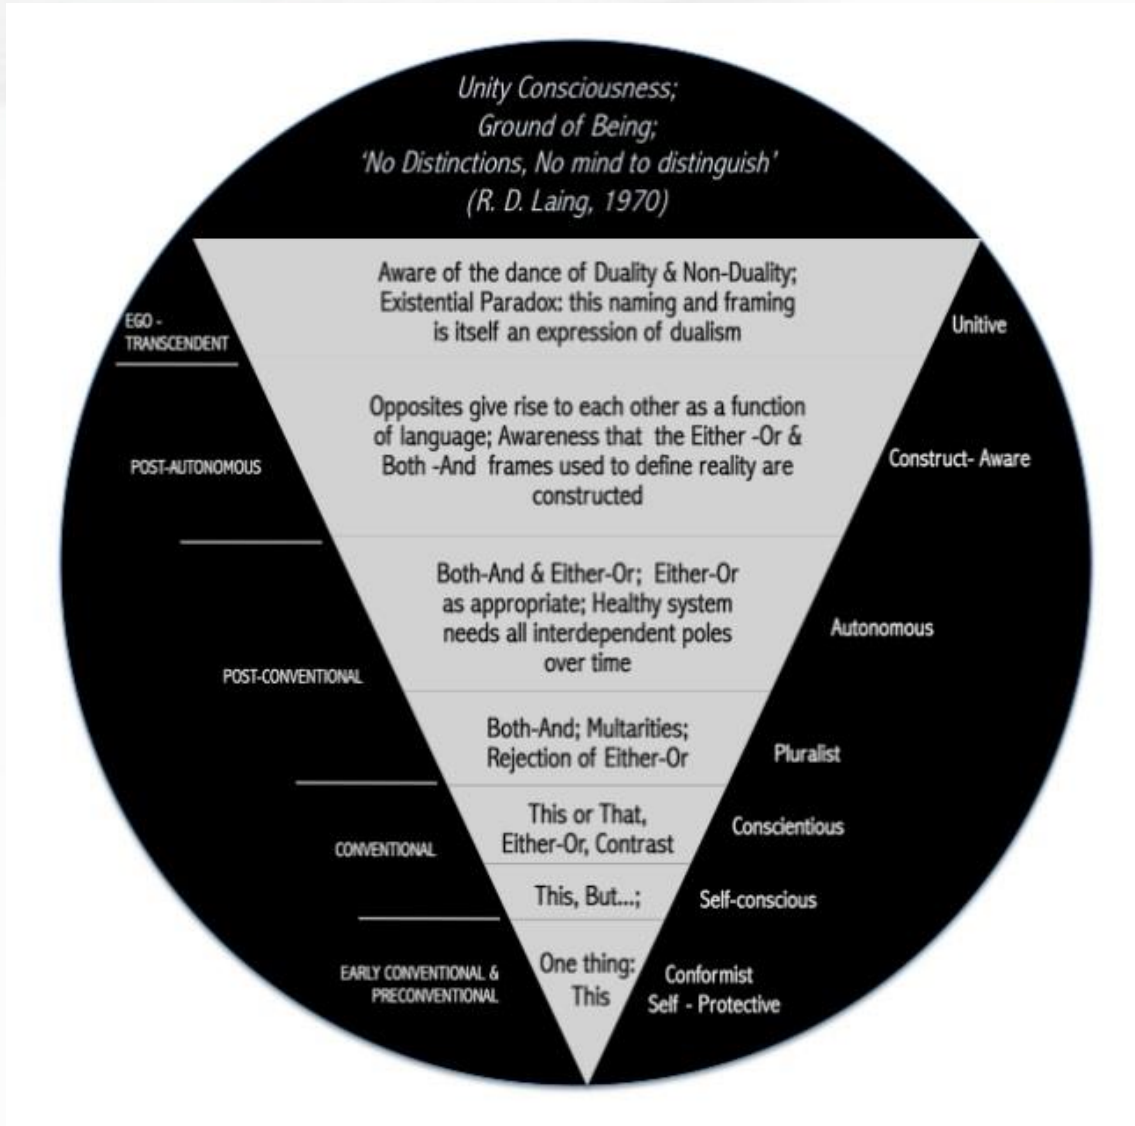 Unity Consciousness;
Ground of Being;
'No Distinctions, No mind to distinguish'
(R. D. Laing, 1970)
Aware of the dance of Duality & Non-Duality;
Existential Paradox: this naming and framing
is itself an expression of dualism
EGO -
TRANSCENDENT
Unitive
Opposites give rise to each other as a function
of language; Awareness that the Either -Or &
Both -And frames used to define reality are
constructed
POST-AUTONOMOUS
Construct- Aware
Both-And & Either-Or; Either-Or
as appropriate; Healthy system
needs all interdependent poles
over time
Autonomous
POST-CONVENTIONAL
Both-And; Multarities;
Rejection of Either-Or
Pluralist
This or That,
Either-Or, Contrast
Conscientious
CONVENTIONAL
This, But...;
Self-conscious
EARLY CONVENTIONAL &
PRECONVENTIONAL
One thing:
This
Conformist
Self - Protective